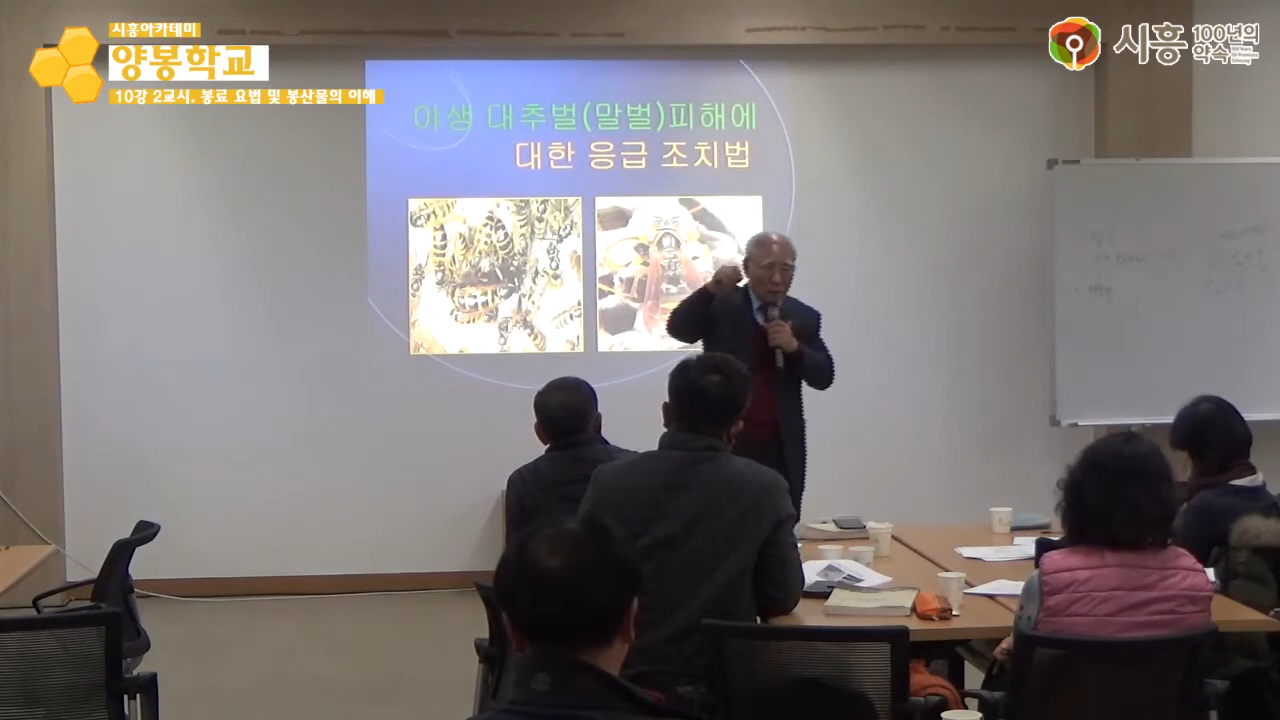 시흥아카데미
양봉학교
10강 2교시. 봉료 요법 및 봉산물의 이해
시흥 100년의 약속
야생 대추벌(말벌)피해에
대한 응급 조치법